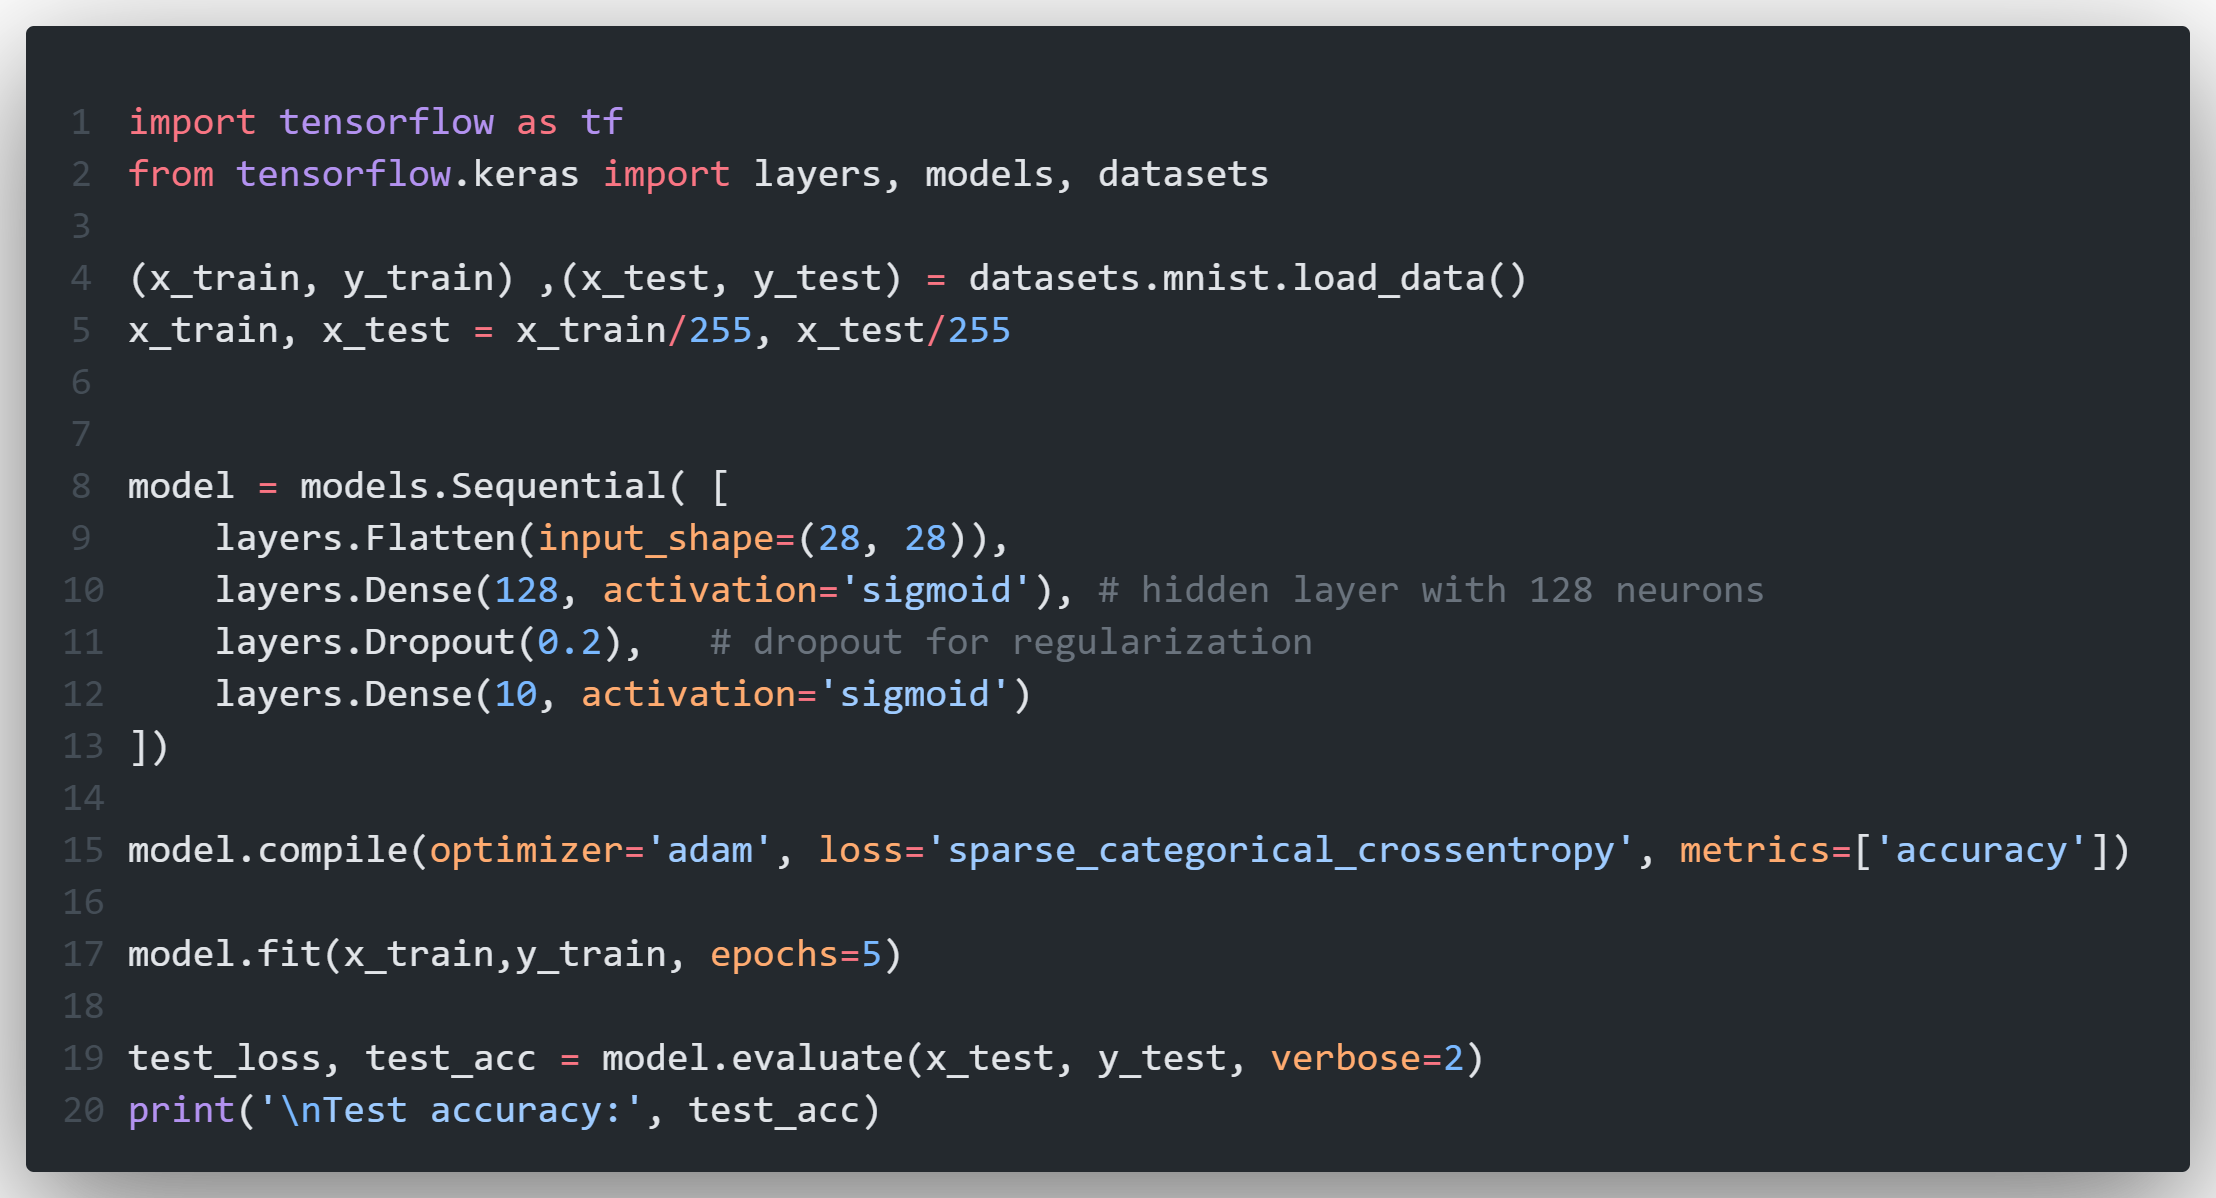 1 import tensorflow as tf
2 from tensorflow.keras import layers, models, datasets
3
4 (x_train, y_train) ,(x_test, y_test) = datasets.mnist.load_data()
5 x_train, x_test = x_train/255, x_test/255
6
7
8 model = models.Sequential( [
9     layers.Flatten(input_shape=(28, 28)),
10     layers.Dense(128, activation='sigmoid'), # hidden layer with 128 neurons
11     layers.Dropout(0.2),   # dropout for regularization
12     layers.Dense(10, activation='sigmoid')
13 ])
14
15 model.compile(optimizer='adam', loss='sparse_categorical_crossentropy', metrics=['accuracy'])
16
17 model.fit(x_train,y_train, epochs=5)
18
19 test_loss, test_acc = model.evaluate(x_test, y_test, verbose=2)
20 print('\nTest accuracy:', test_acc)